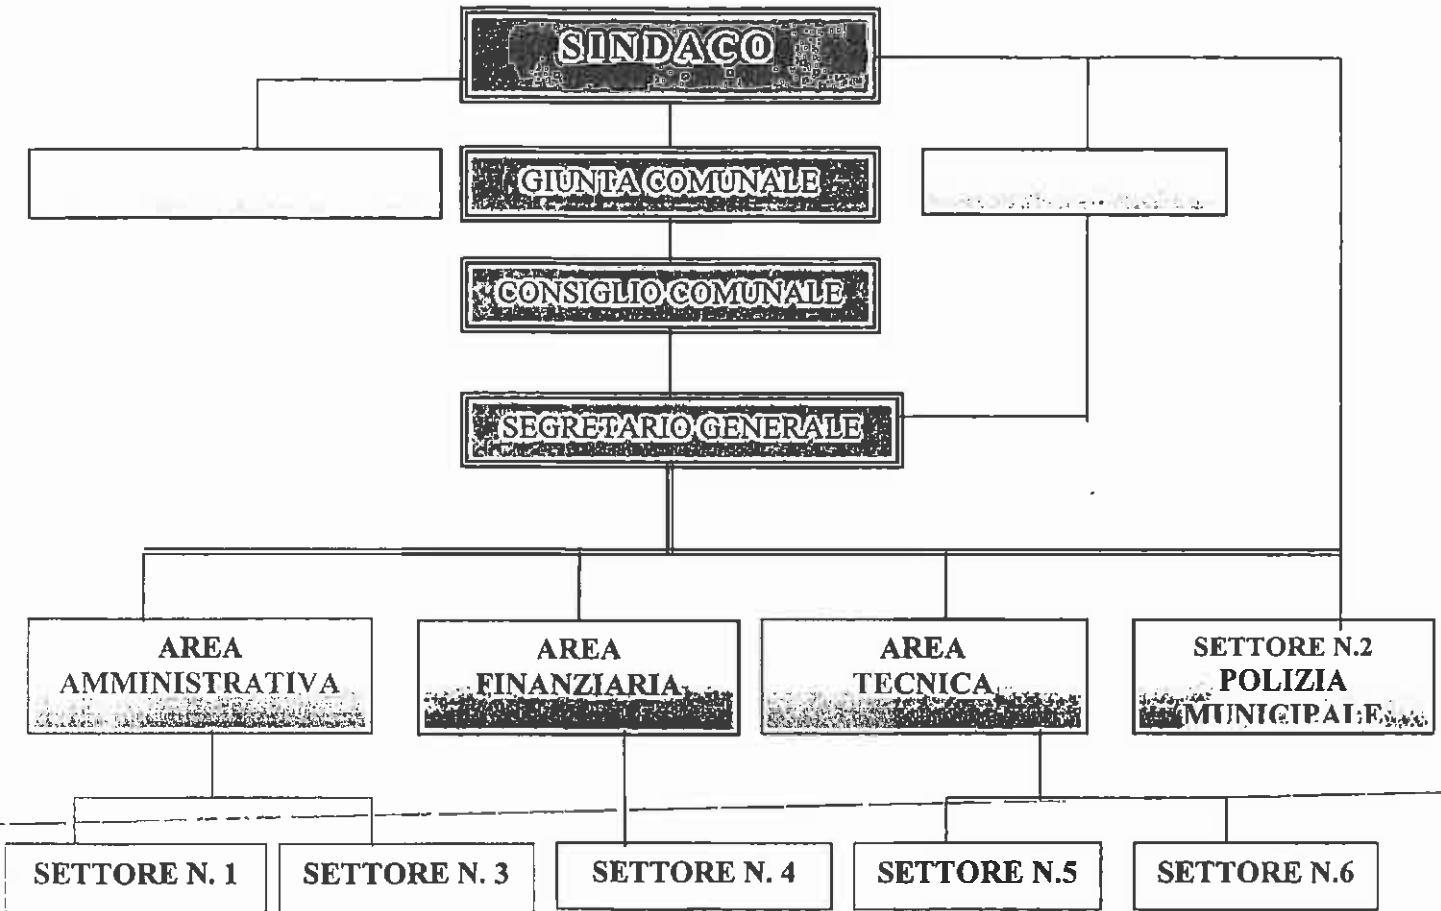 SINDACO
GIUNTA COMUNALE
CONSIGLIO COMUNALE
SEGRETARIO GENERALE
AREA
AMMINISTRATIVA
AREA
FINANZIARIA
AREA
TECNICA
SETTORE N.2
POLIZIA
MUNICIPALE
SETTORE N. 1
SETTORE N. 3
SETTORE N. 4
SETTORE N.5
SETTORE N.6